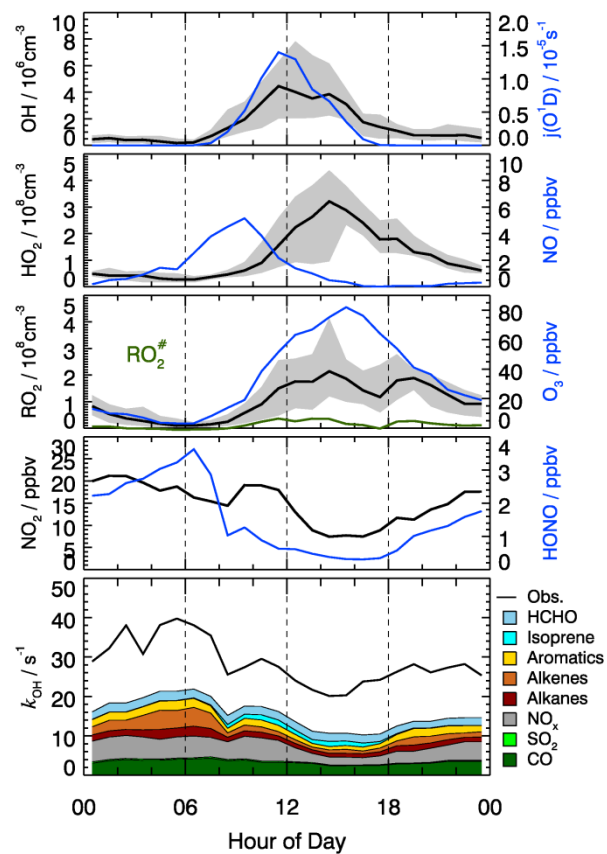 OH / 10⁶cm⁻³
8
6
4
2
0
2.0
1.5
1.0
0.5
0.0
j(O¹D) / 10⁻⁵s⁻¹
HO₂ / 10⁸cm⁻³
5
4
3
2
1
0
10
8
6
4
2
0
NO / ppbv
RO₂ / 10⁸cm⁻³
5
4
3
2
1
0
RO₂#
80
60
40
20
0
O₃ / ppbv
NO₂ / ppbv
30
25
20
15
10
5
0
4
3
2
1
0
HONO / ppbv
k_OH / s⁻¹
50
40
30
20
10
0
Obs.
HCHO
Isoprene
Aromatics
Alkenes
Alkanes
NOₓ
SO₂
CO
00 06 12 18 00
Hour of Day